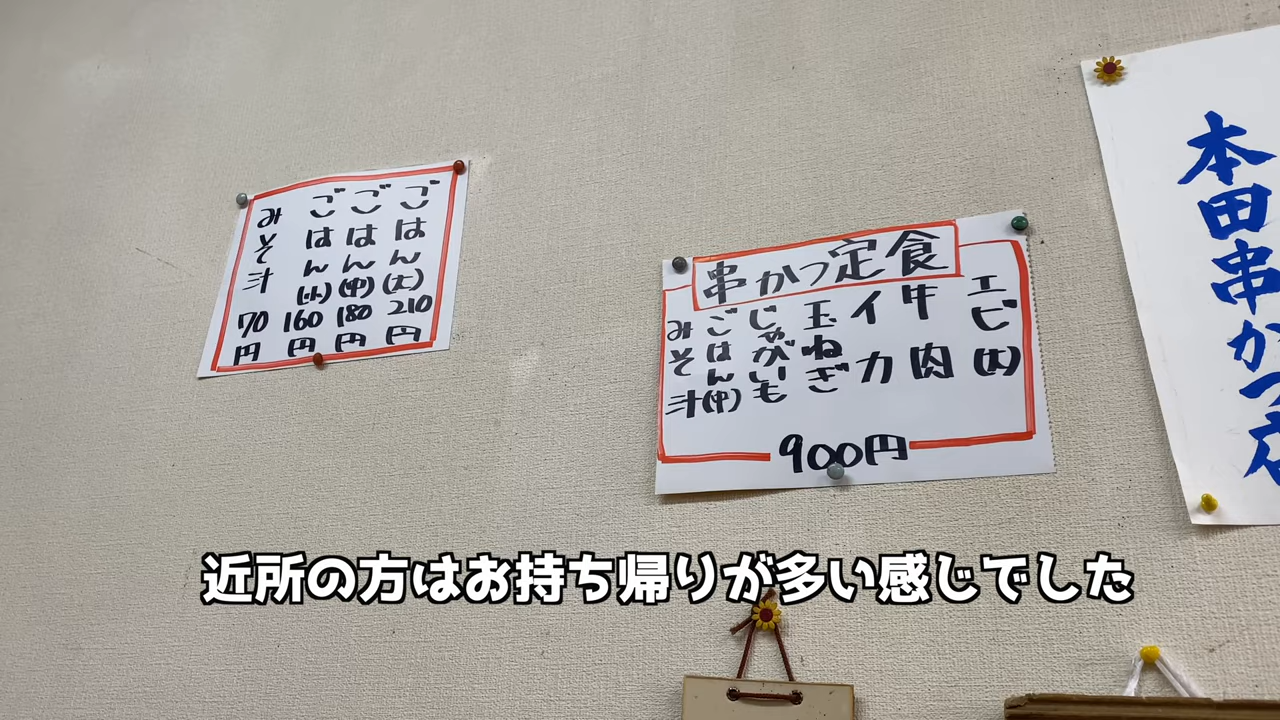 本田串かつ店
串かつ定食
エビ(大)
牛肉
イカ
玉ねぎ
じゃがいも
ごはん(中)
みそ汁
900円
ごはん(大) 210円
ごはん(中) 180円
ごはん(小) 160円
みそ汁 70円
近所の方はお持ち帰りが多い感じでした